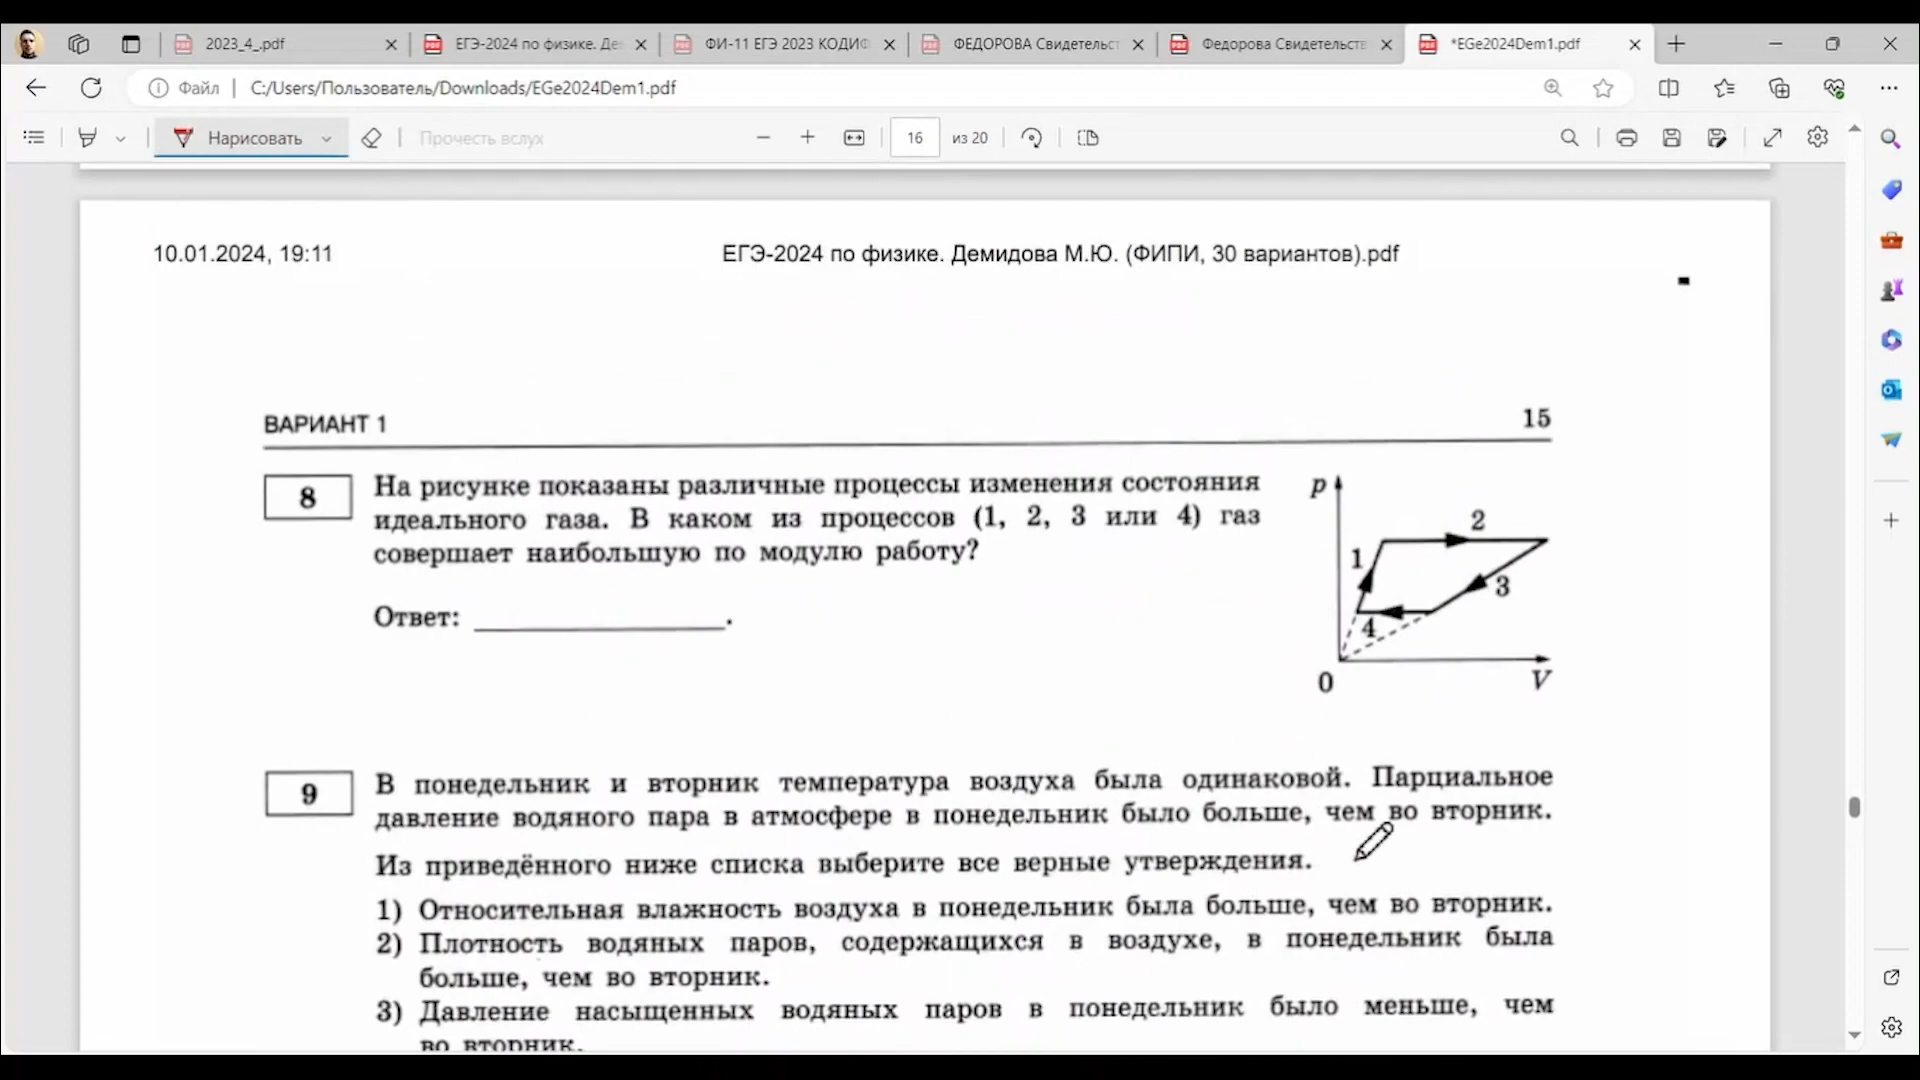 2023_4_.pdf
ЕГЭ-2024 по физике. Де
ФИ-11 ЕГЭ 2023 КОДИФ
ФЕДОРОВА Свидетельст
Федорова Свидетельств
*EGe2024Dem1.pdf
Файл
C:/Users/Пользователь/Downloads/EGe2024Dem1.pdf
Нарисовать
Прочесть вслух
16
из 20
10.01.2024, 19:11
ЕГЭ-2024 по физике. Демидова М.Ю. (ФИПИ, 30 вариантов).pdf
ВАРИАНТ 1
15
8
На рисунке показаны различные процессы изменения состояния
идеального газа. В каком из процессов (1, 2, 3 или 4) газ
совершает наибольшую по модулю работу?
Ответ: ____________.
p
2
1
3
4
0
V
9
В понедельник и вторник температура воздуха была одинаковой. Парциальное
давление водяного пара в атмосфере в понедельник было больше, чем во вторник.
Из приведённого ниже списка выберите все верные утверждения.
1) Относительная влажность воздуха в понедельник была больше, чем во вторник.
2) Плотность водяных паров, содержащихся в воздухе, в понедельник была
больше, чем во вторник.
3) Давление насыщенных водяных паров в понедельник было меньше, чем
во вторник.